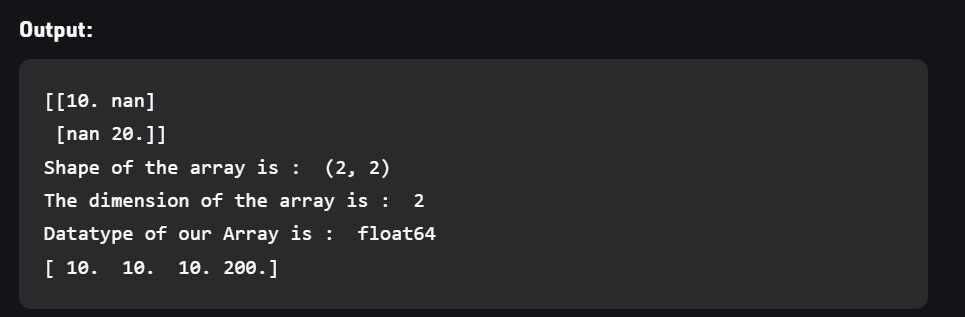 Output:
[[10. nan]
 [nan 20.]]
Shape of the array is :  (2, 2)
The dimension of the array is :  2
Datatype of our Array is :  float64
[ 10.  10.  10. 200.]